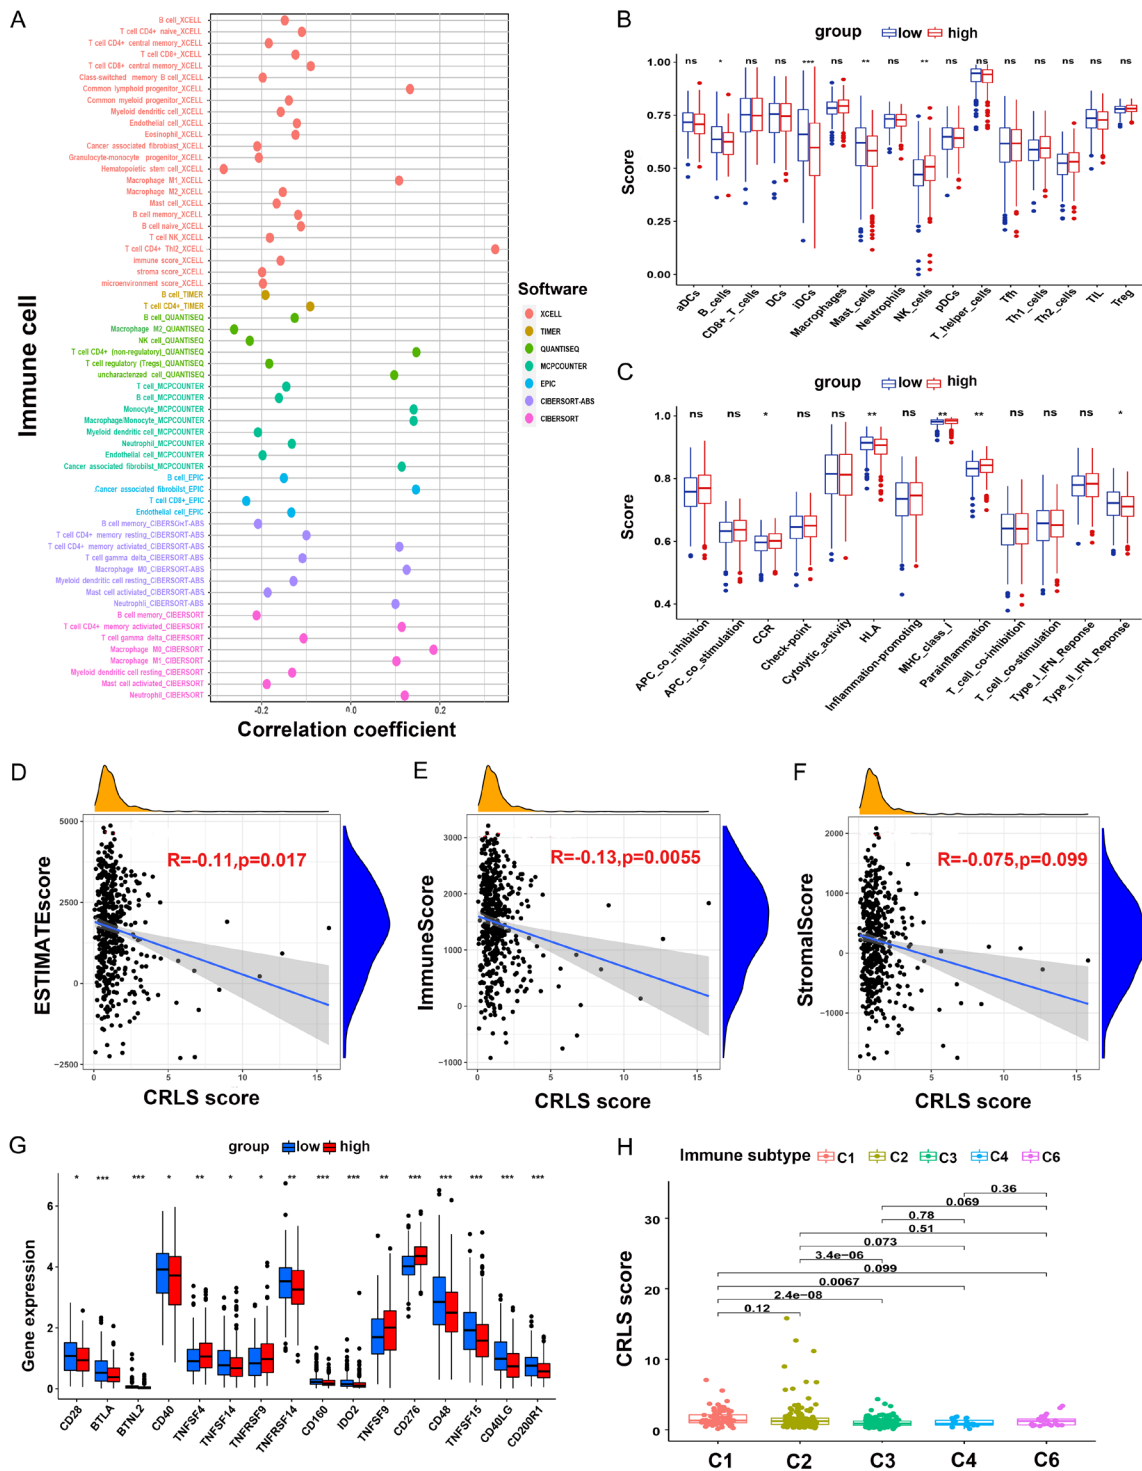 A
Immune cell
B cell_XCELL
T cell CD4+ naive_XCELL
T cell CD4+ central memory_XCELL
T cell CD8+_XCELL
T cell CD8+ central memory_XCELL
Class-switched memory B cell_XCELL
Common lymphoid progenitor_XCELL
Common myeloid progenitor_XCELL
Myeloid dendritic cell_XCELL
Endothelial cell_XCELL
Eosinophil_XCELL
Cancer associated fibroblast_XCELL
Granulocyte-monocyte progenitor_XCELL
Hematopoietic stem cell_XCELL
Macrophage M1_XCELL
Macrophage M2_XCELL
Mast cell_XCELL
B cell memory_XCELL
B cell naive_XCELL
T cell NK_XCELL
T cell CD4+ Th2_XCELL
immune score_XCELL
stroma score_XCELL
microenvironment score_XCELL
B cell_TIMER
T cell CD4+_TIMER
B cell_QUANTISEQ
Macrophage M2_QUANTISEQ
NK cell_QUANTISEQ
T cell CD4+ (non-regulatory)_QUANTISEQ
T cell regulatory (Tregs)_QUANTISEQ
uncharacterized cell_QUANTISEQ
T cell_MCPCOUNTER
B cell_MCPCOUNTER
Monocyte_MCPCOUNTER
Macrophage/Monocyte_MCPCOUNTER
Myeloid dendritic cell_MCPCOUNTER
Neutrophil_MCPCOUNTER
Endothelial cell_MCPCOUNTER
Cancer associated fibroblist_MCPCOUNTER
B cell_EPIC
Cancer associated fibroblist_EPIC
T cell CD8+_EPIC
Endothelial cell_EPIC
B cell memory_CIBERSORT-ABS
T cell CD4+ memory resting_CIBERSORT-ABS
T cell CD4+ memory activated_CIBERSORT-ABS
T cell gamma delta_CIBERSORT-ABS
Macrophage M0_CIBERSORT-ABS
Myeloid dendritic cell resting_CIBERSORT-ABS
Mast cell activated_CIBERSORT-ABS
Neutrophil_CIBERSORT-ABS
B cell memory_CIBERSORT
T cell CD4+ memory activated_CIBERSORT
T cell gamma delta_CIBERSORT
Macrophage M0_CIBERSORT
Macrophage M1_CIBERSORT
Myeloid dendritic cell resting_CIBERSORT
Mast cell activated_CIBERSORT
Neutrophil_CIBERSORT
-0.2 0.0 0.2
Correlation coefficient
Software
XCELL
TIMER
QUANTISEQ
MCPCOUNTER
EPIC
CIBERSORT-ABS
CIBERSORT
B
group low high
ns * ns ns *** ns ** ns ** ns ns ns ns ns ns ns
Score
1.00
0.75
0.50
0.25
0.00
aDCs
B_cells
CD8+_T_cells
DCs
iDCs
Macrophages
Mast_cells
Neutrophils
NK_cells
pDCs
T_helper_cells
Tfh
Th1_cells
Th2_cells
TIL
Treg
C
group low high
ns ns * ns ns ** ns ** ** ns ns ns *
Score
1.0
0.8
0.6
0.4
APC_co_inhibition
APC_co_stimulation
CCR
Check-point
Cytolytic_activity
HLA
Inflammation-promoting
MHC_class_I
Parainflammation
T_cell_co-inhibition
T_cell_co-stimulation
Type_I_IFN_Reponse
Type_II_IFN_Reponse
D
R=-0.11,p=0.017
ESTIMATEscore
5000
2500
0
-2500
0 5 10 15
CRLS score
E
R=-0.13,p=0.0055
ImmuneScore
3000
2000
1000
0
-1000
0 5 10 15
CRLS score
F
R=-0.075,p=0.099
StromalScore
2000
1000
0
-1000
0 5 10 15
CRLS score
G
group low high
* *** *** * ** * * ** *** *** ** *** *** *** *** ***
Gene expression
6
4
2
0
CD28
BTLA
BTNL2
CD40
TNFSF4
TNFSF14
TNFRSF9
TNFRSF14
CD160
IDO2
TNFSF9
CD276
CD48
TNFSF15
CD40LG
CD200R1
H
Immune subtype C1 C2 C3 C4 C6
CRLS score
30
20
10
0
0.36
0.069
0.78
0.51
0.073
3.4e-06
0.099
0.0067
2.4e-08
0.12
C1 C2 C3 C4 C6